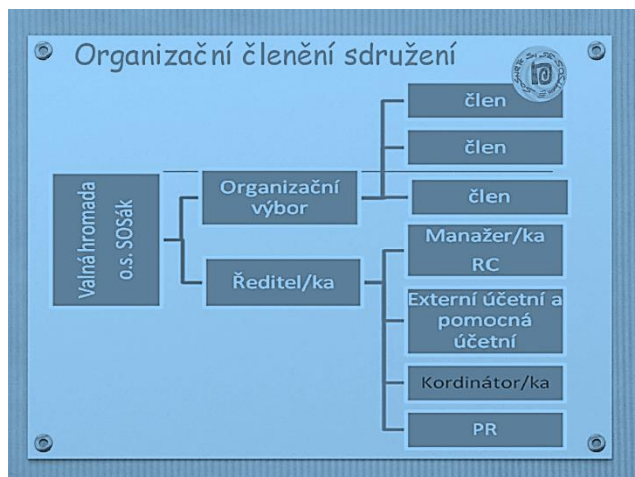 Organizační členění sdružení
člen
člen
Organizační
výbor
člen
Valná hromada
o.s. SOSák
Manažer/ka
RC
Ředitel/ka
Externí účetní a
pomocná
účetní
Kordinátor/ka
PR